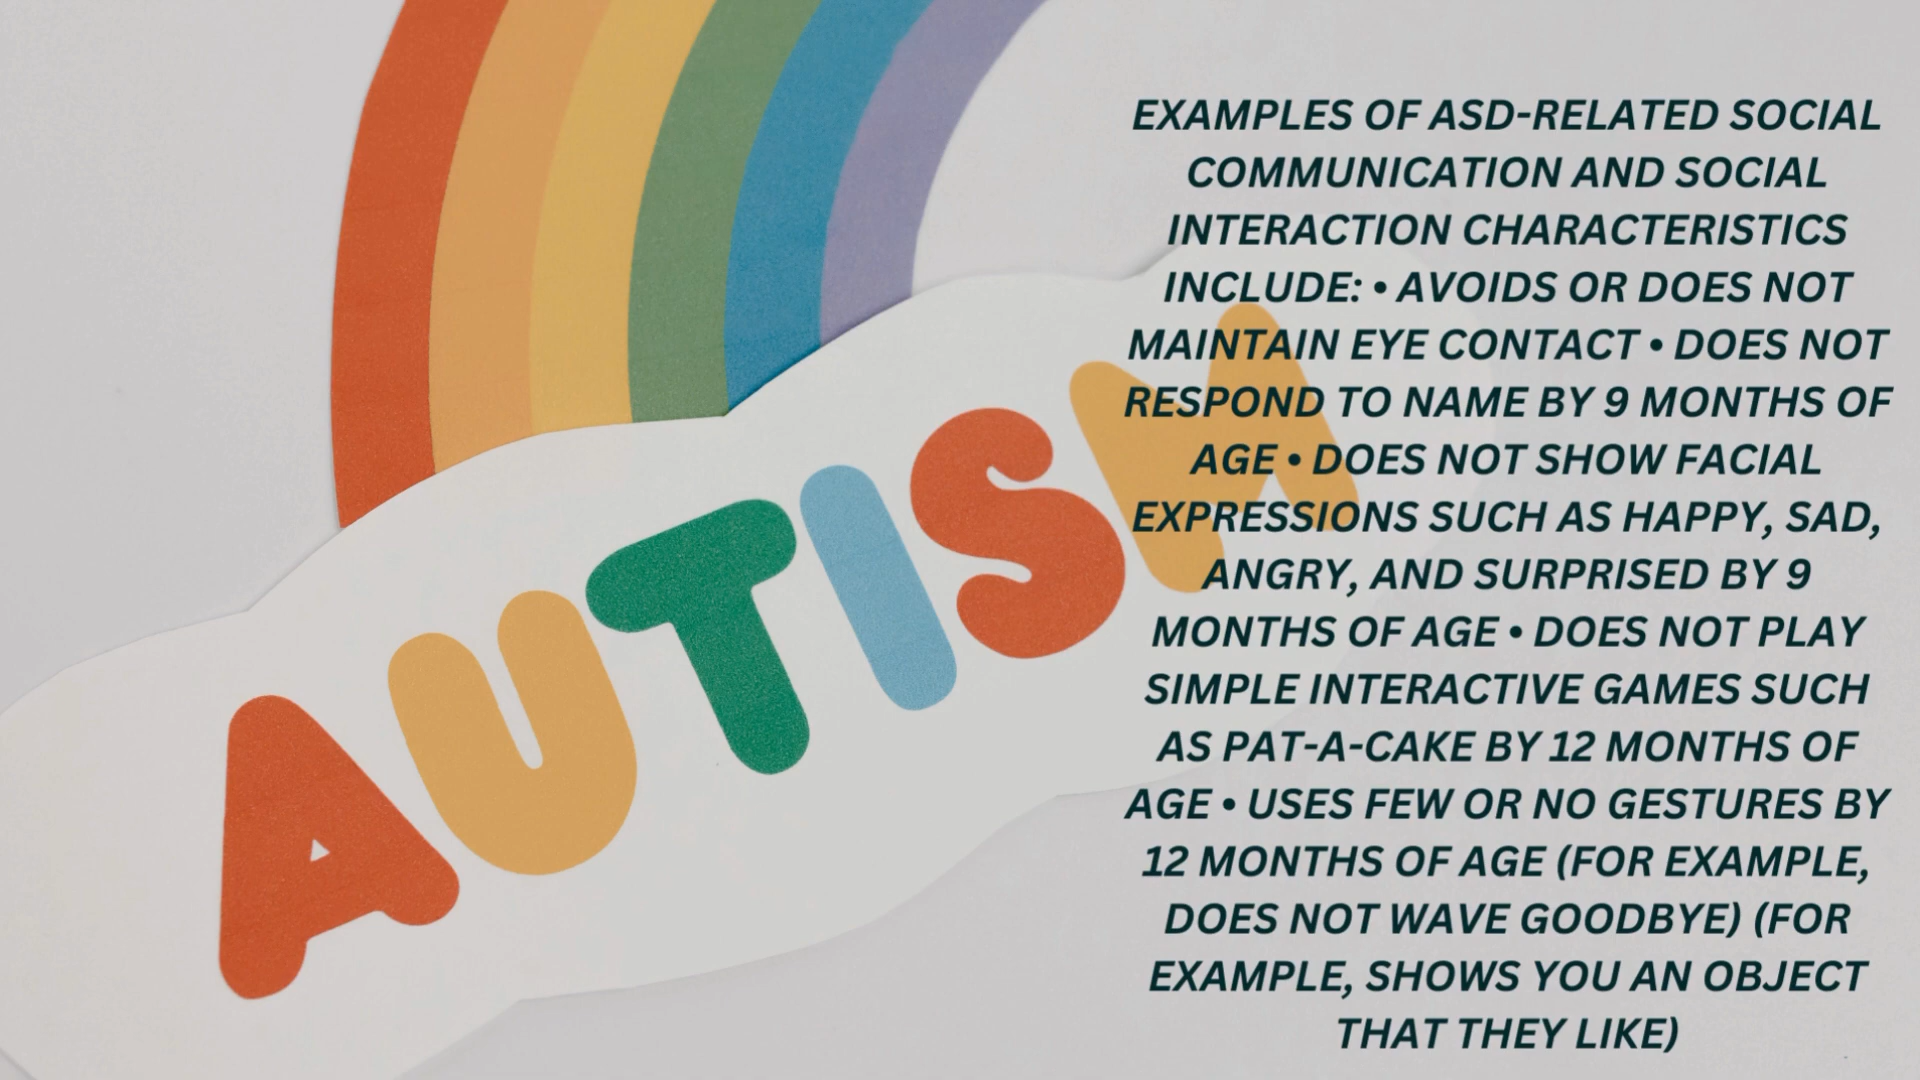 AUTISM
EXAMPLES OF ASD-RELATED SOCIAL
COMMUNICATION AND SOCIAL
INTERACTION CHARACTERISTICS
INCLUDE: • AVOIDS OR DOES NOT
MAINTAIN EYE CONTACT • DOES NOT
RESPOND TO NAME BY 9 MONTHS OF
AGE • DOES NOT SHOW FACIAL
EXPRESSIONS SUCH AS HAPPY, SAD,
ANGRY, AND SURPRISED BY 9
MONTHS OF AGE • DOES NOT PLAY
SIMPLE INTERACTIVE GAMES SUCH
AS PAT-A-CAKE BY 12 MONTHS OF
AGE • USES FEW OR NO GESTURES BY
12 MONTHS OF AGE (FOR EXAMPLE,
DOES NOT WAVE GOODBYE) (FOR
EXAMPLE, SHOWS YOU AN OBJECT
THAT THEY LIKE)